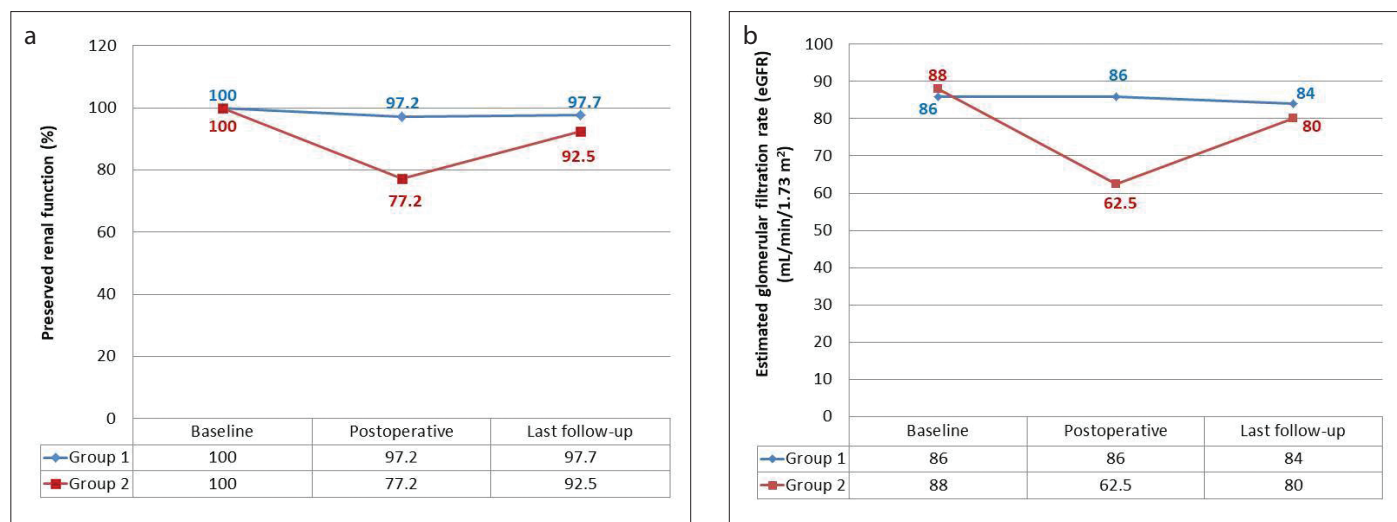 a
Preserved renal function (%)
120
100
80
60
40
20
0
100
100
97.2
77.2
97.7
92.5
Baseline Postoperative Last follow-up
Group 1 100 97.2 97.7
Group 2 100 77.2 92.5
b
Estimated glomerular filtration rate (eGFR)
(mL/min/1.73 m²)
100
90
80
70
60
50
40
30
20
10
0
88
86
86
62.5
84
80
Baseline Postoperative Last follow-up
Group 1 86 86 84
Group 2 88 62.5 80